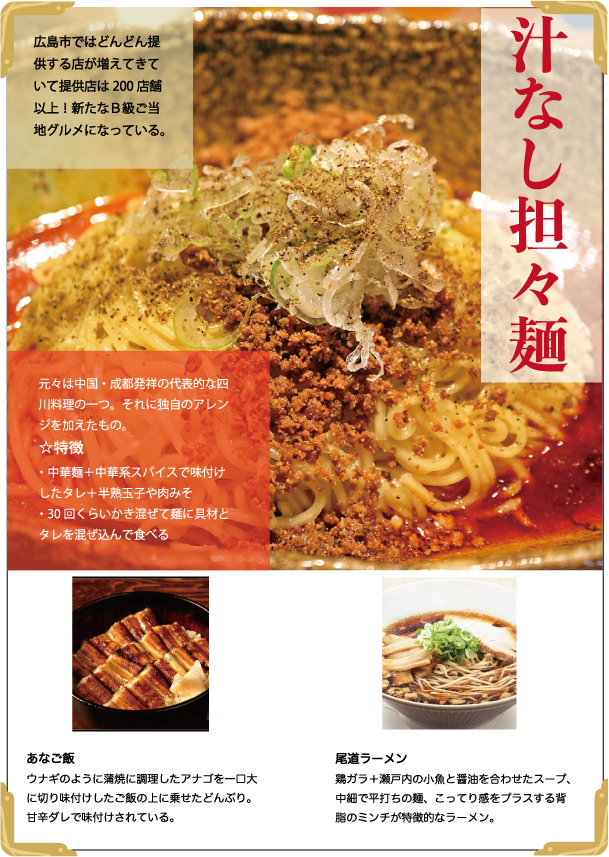 汁なし担々麺
広島市ではどんどん提
供する店が増えてきて
いて提供店は 200 店舗
以上！新たなＢ級ご当
地グルメになっている。
元々は中国・成都発祥の代表的な四
川料理の一つ。それに独自のアレン
ジを加えたもの。
☆特徴
・中華麺＋中華系スパイスで味付け
したタレ＋半熟玉子や肉みそ
・30 回くらいかき混ぜて麺に具材と
タレを混ぜ込んで食べる
あなご飯
ウナギのように蒲焼に調理したアナゴを一口大
に切り味付けしたご飯の上に乗せたどんぶり。
甘辛ダレで味付けされている。
尾道ラーメン
鶏ガラ＋瀬戸内の小魚と醤油を合わせたスープ、
中細で平打ちの麺、こってり感をプラスする背
脂のミンチが特徴的なラーメン。